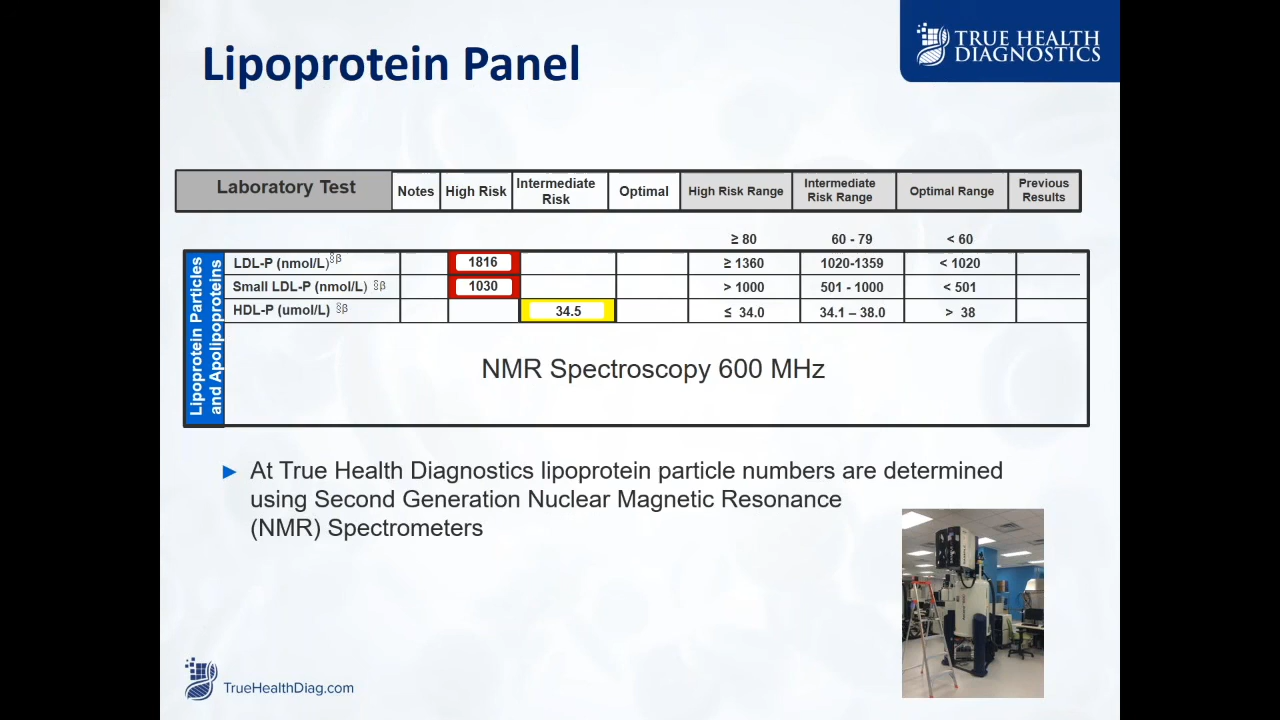 Lipoprotein Panel
TRUE HEALTH
DIAGNOSTICS
Laboratory Test Notes High Risk Intermediate Risk Optimal High Risk Range Intermediate Risk Range Optimal Range Previous Results
≥ 80 60 - 79 < 60
Lipoprotein Particles
and Apolipoproteins
LDL-P (nmol/L)§β 1816 ≥ 1360 1020-1359 < 1020
Small LDL-P (nmol/L) §β 1030 > 1000 501 - 1000 < 501
HDL-P (umol/L) §β 34.5 ≤ 34.0 34.1 – 38.0 > 38
NMR Spectroscopy 600 MHz
► At True Health Diagnostics lipoprotein particle numbers are determined
using Second Generation Nuclear Magnetic Resonance
(NMR) Spectrometers
TrueHealthDiag.com